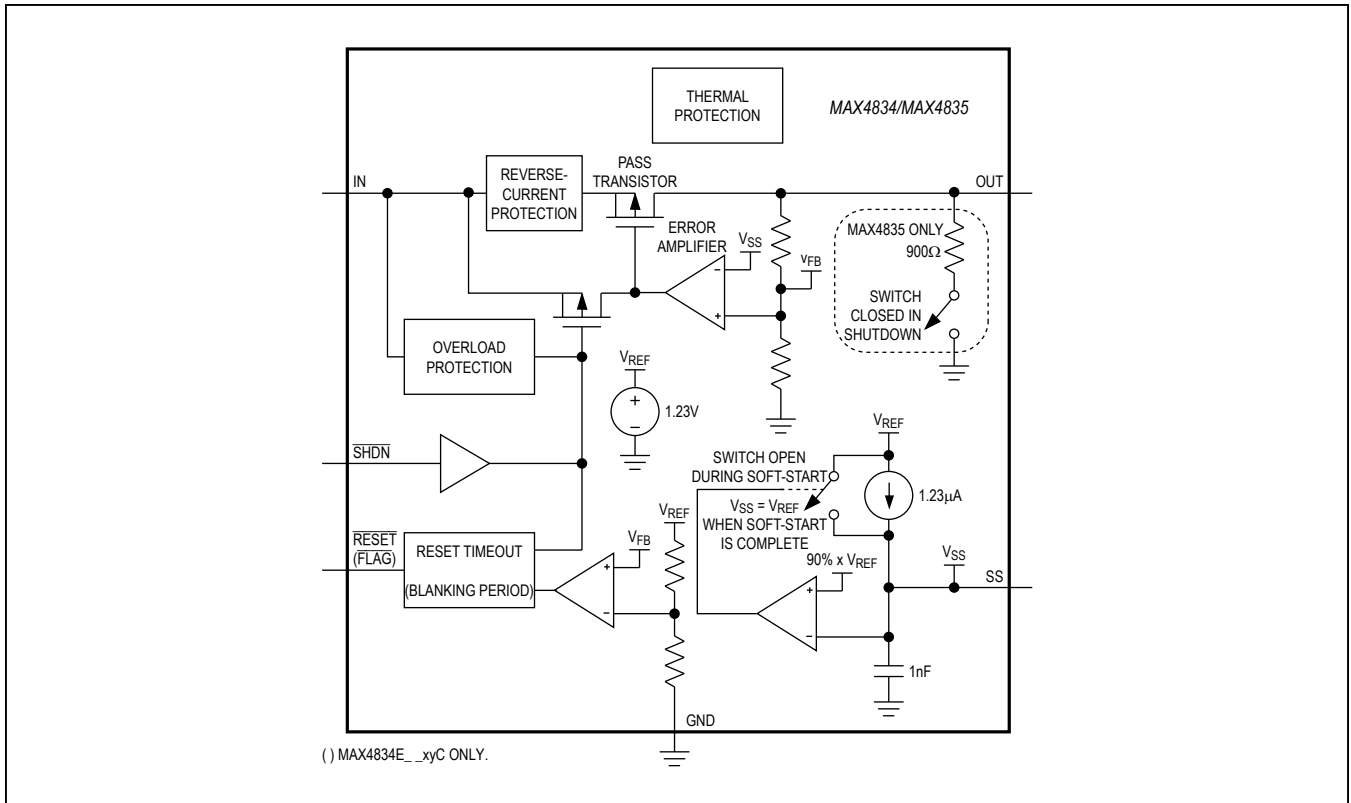 THERMAL
PROTECTION
MAX4834/MAX4835
IN
REVERSE-
CURRENT
PROTECTION
PASS
TRANSISTOR
OUT
ERROR
AMPLIFIER
VSS
VFB
MAX4835 ONLY
900Ω
SWITCH
CLOSED IN
SHUTDOWN
OVERLOAD
PROTECTION
VREF
+
−
1.23V
−
+
SHDN
VREF
SWITCH OPEN
DURING SOFT-START
1.23μA
VSS = VREF
WHEN SOFT-START
IS COMPLETE
RESET
(FLAG)
RESET TIMEOUT
(BLANKING PERIOD)
VFB
+
−
VREF
90% x VREF
+
−
VSS
SS
1nF
GND
( ) MAX4834E_ _xyC ONLY.